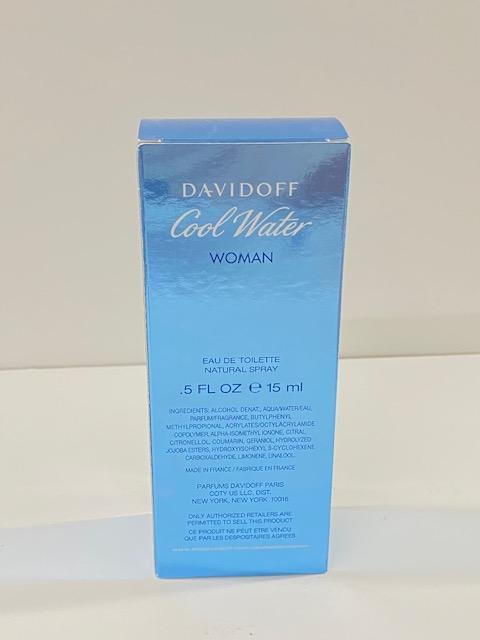 DAVIDOFF
Cool Water
WOMAN
EAU DE TOILETTE
NATURAL SPRAY
.5 FL OZ ℮ 15 ml
INGREDIENTS: ALCOHOL DENAT., AQUA/WATER/EAU,
PARFUM/FRAGRANCE, BUTYLPHENYL
METHYLPROPIONAL, ACRYLATES/OCTYLACRYLAMIDE
COPOLYMER, ALPHA-ISOMETHYL IONONE, CITRAL,
CITRONELLOL, COUMARIN, GERANIOL, HYDROLYZED
JOJOBA ESTERS, HYDROXYISOHEXYL 3-CYCLOHEXENE
CARBOXALDEHYDE, LIMONENE, LINALOOL.
MADE IN FRANCE / FABRIQUÉ EN FRANCE
PARFUMS DAVIDOFF PARIS
COTY US LLC, DIST.
NEW YORK, NEW YORK 10016
ONLY AUTHORIZED RETAILERS ARE
PERMITTED TO SELL THIS PRODUCT
CE PRODUIT NE PEUT ÊTRE VENDU
QUE PAR LES DÉPOSITAIRES AGRÉÉS